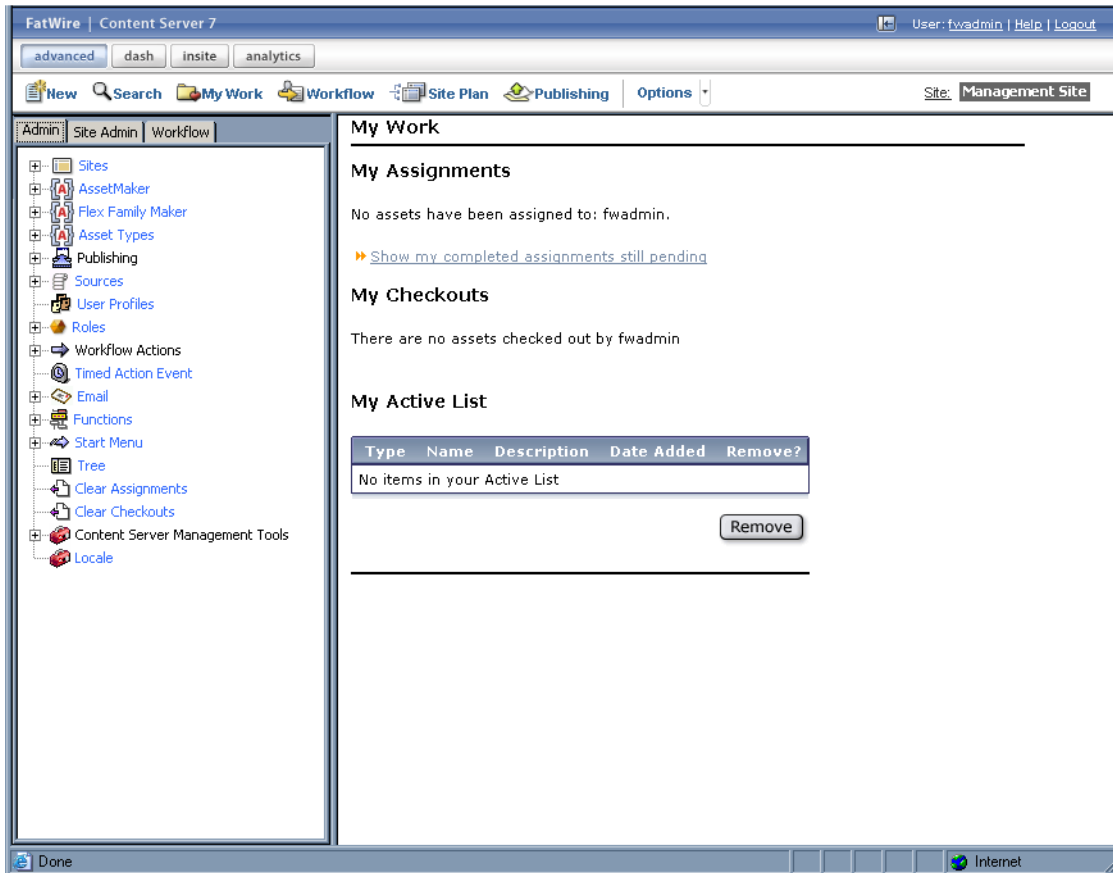 FatWire | Content Server 7
User: fwadmin | Help | Logout
advanced dash insite analytics
New Search My Work Workflow Site Plan Publishing Options Site: Management Site
Admin Site Admin Workflow
Sites
AssetMaker
Flex Family Maker
Asset Types
Publishing
Sources
User Profiles
Roles
Workflow Actions
Timed Action Event
Email
Functions
Start Menu
Tree
Clear Assignments
Clear Checkouts
Content Server Management Tools
Locale
My Work
My Assignments
No assets have been assigned to: fwadmin.
Show my completed assignments still pending
My Checkouts
There are no assets checked out by fwadmin
My Active List
Type Name Description Date Added Remove?
No items in your Active List
Remove
Done Internet